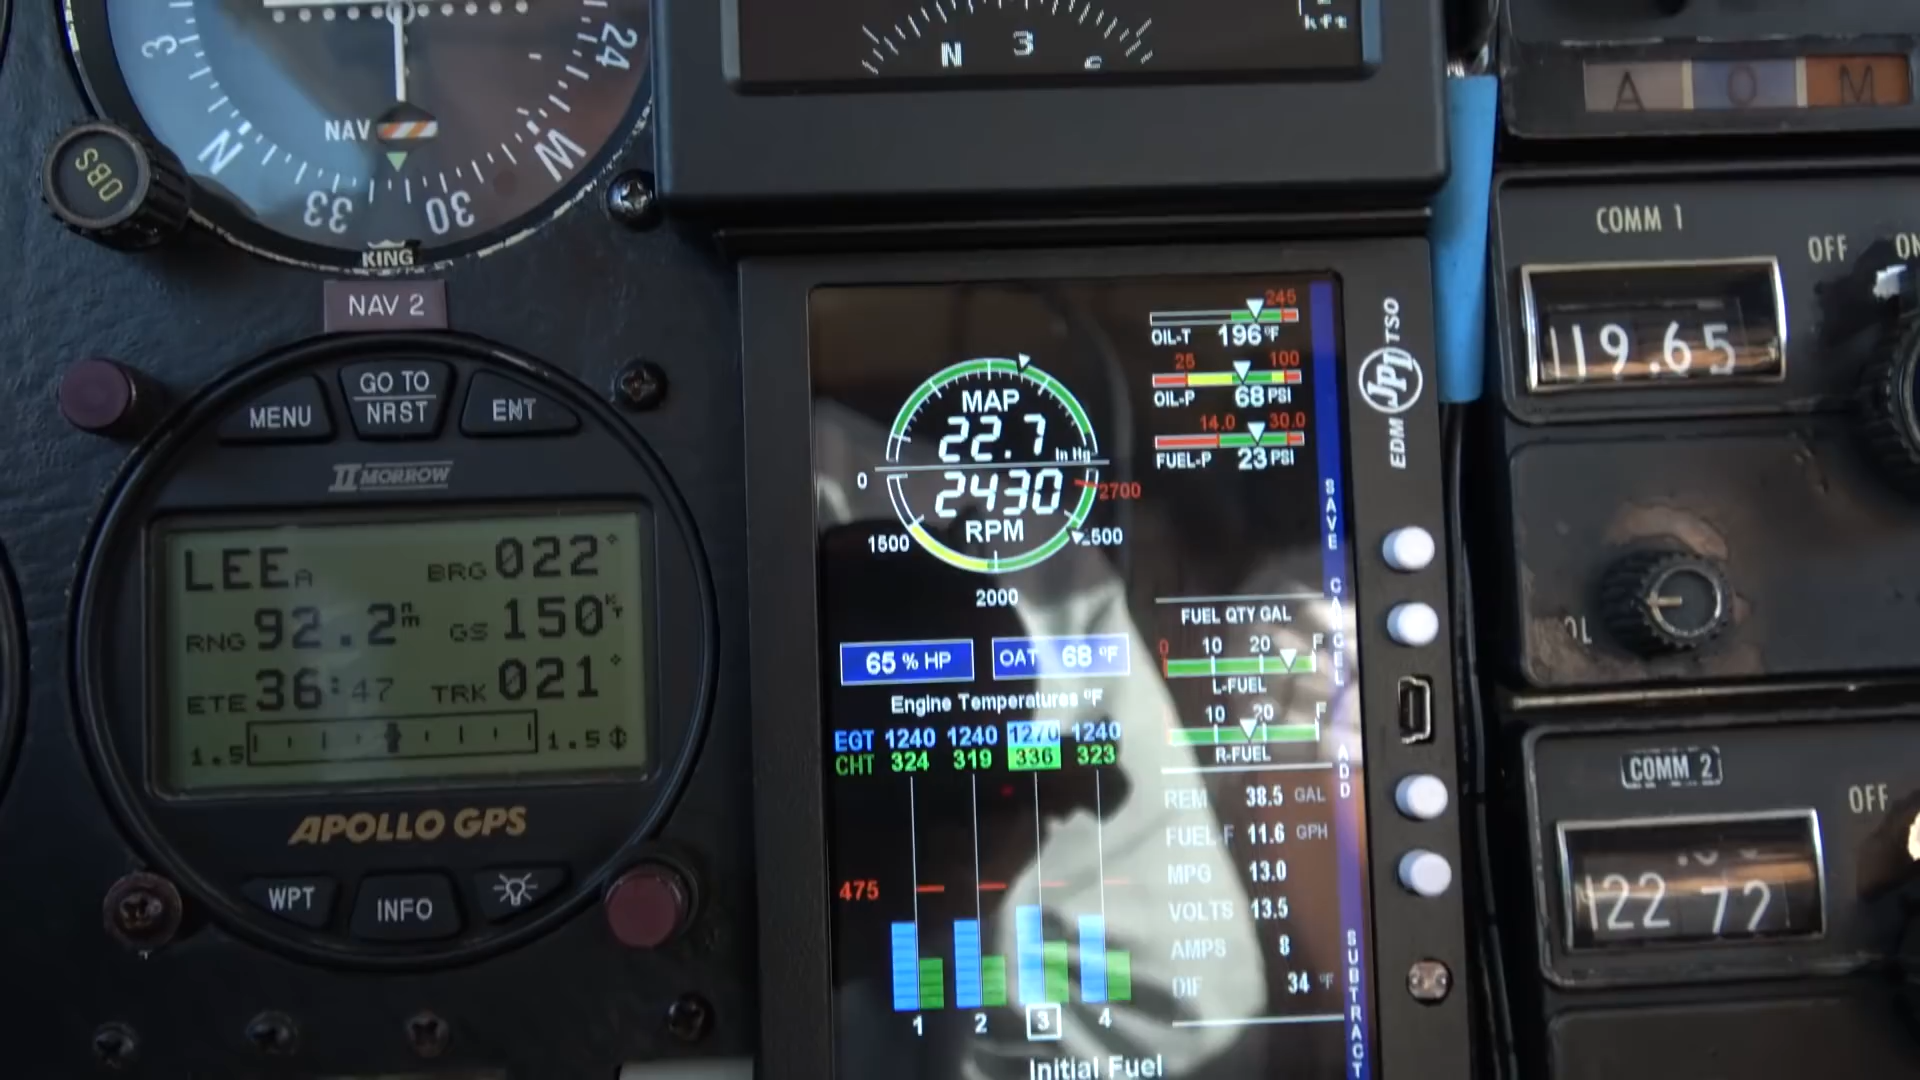 3
24
NAV
N
W
33
30
OBS
KING
NAV 2
MENU
GO TO
NRST
ENT
II MORROW
LEEA BRG 022°
RNG 92.2nm GS 150KT
ETE 36:47 TRK 021°
1.5 1.5
APOLLO GPS
WPT
INFO
N 3
kft
245
OIL-T 196 °F
25 100
OIL-P 68 PSI
14.0 30.0
FUEL-P 23 PSI
MAP
22.7 In Hg
0
2430 2700
RPM
1500
500
2000
65 % HP
OAT 68 °F
Engine Temperatures °F
EGT 1240 1240 1270 1240
CHT 324 319 336 323
475
1 2 3 4
Initial Fuel
FUEL QTY GAL
0 10 20 F
L-FUEL
10 20 F
R-FUEL
REM 38.5 GAL
FUEL-F 11.6 GPH
MPG 13.0
VOLTS 13.5
AMPS 8
DIF 34 °F
SAVE
CANCEL
ADD
SUBTRACT
EDM JPI TSO
A O M
COMM 1
OFF ON
119.65
COMM 2
OFF
122 72